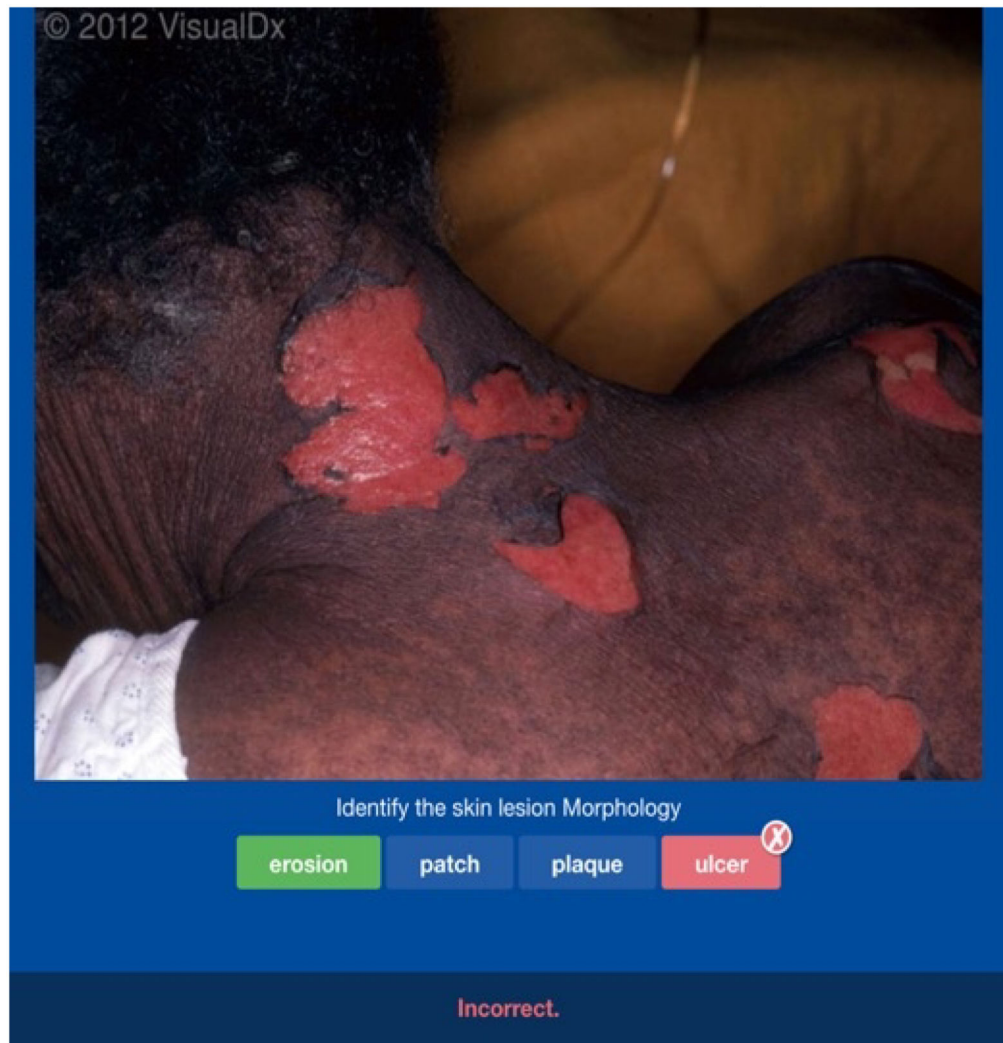 © 2012 VisualDx
Identify the skin lesion Morphology
erosion patch plaque ulcer
X
Incorrect.